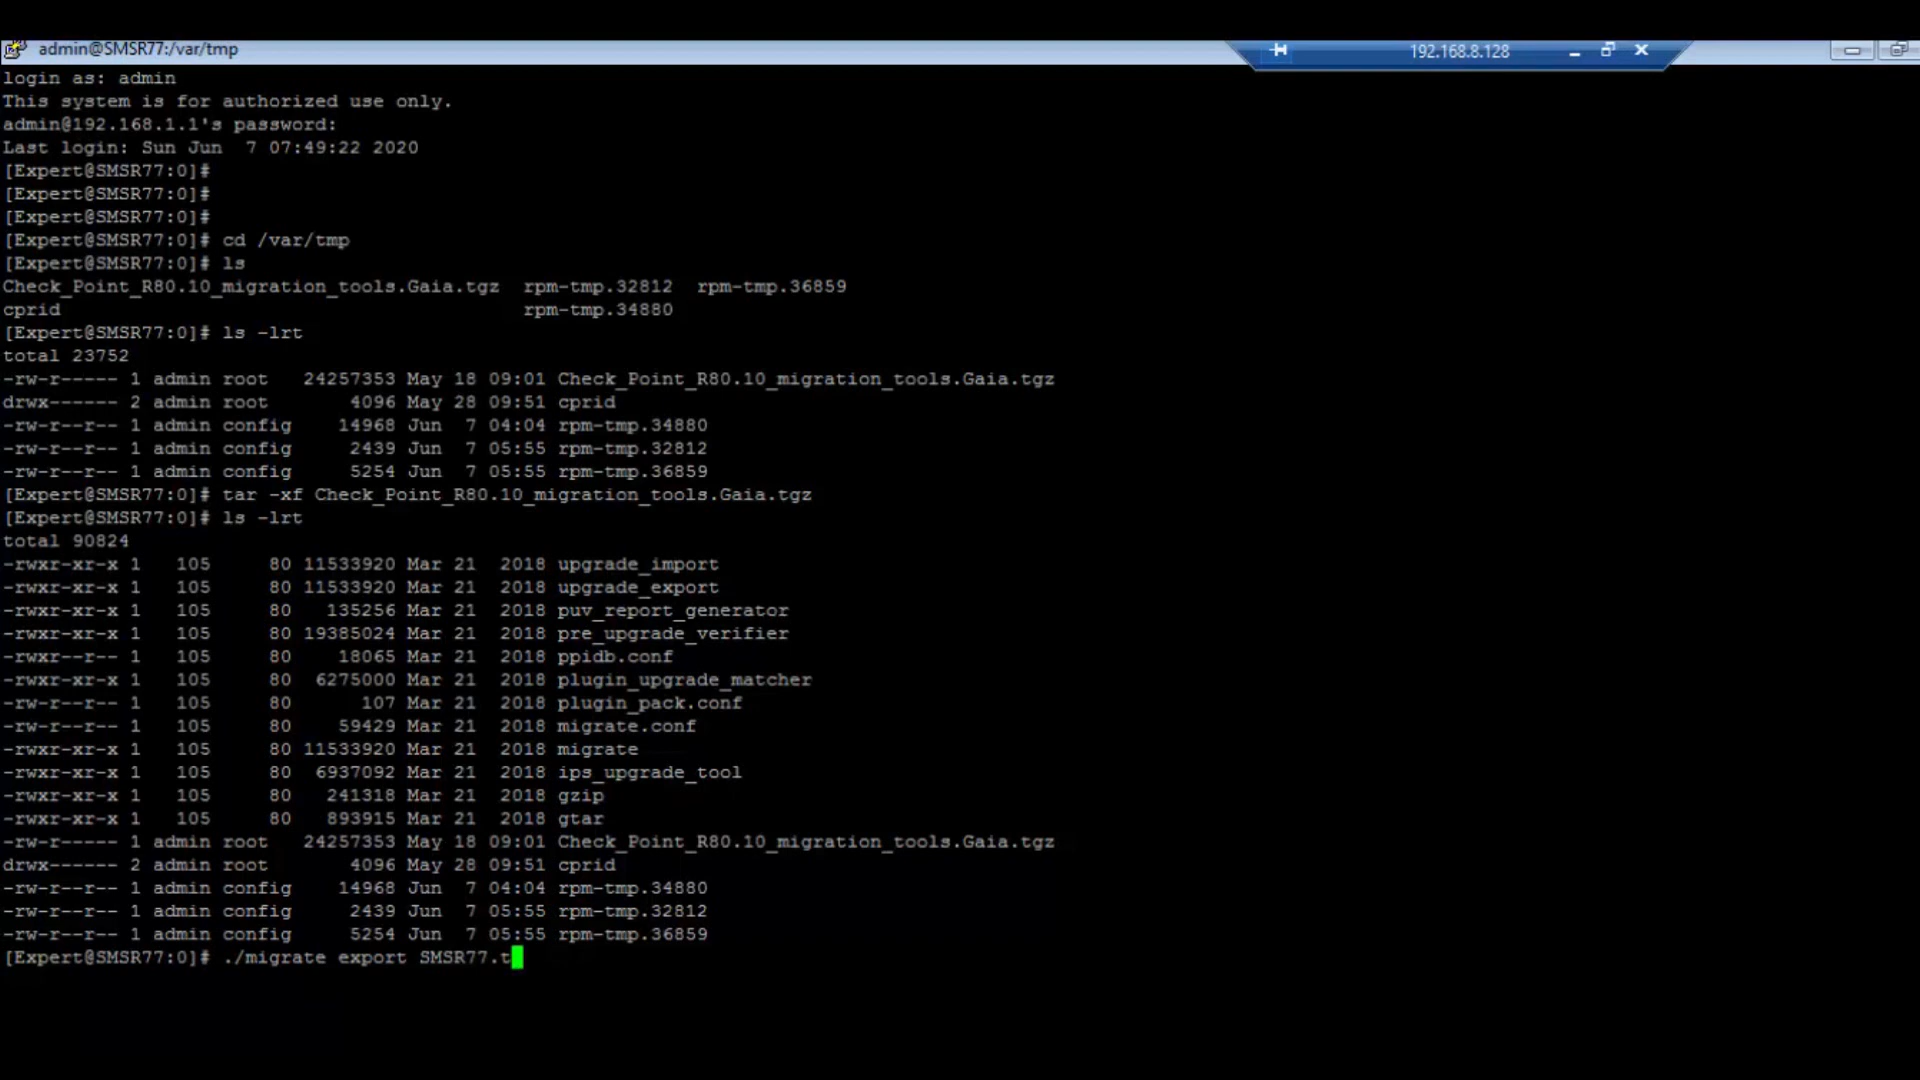 admin@SMSR77:/var/tmp
192.168.8.128
login as: admin
This system is for authorized use only.
admin@192.168.1.1's password:
Last login: Sun Jun  7 07:49:22 2020
[Expert@SMSR77:0]#
[Expert@SMSR77:0]#
[Expert@SMSR77:0]#
[Expert@SMSR77:0]# cd /var/tmp
[Expert@SMSR77:0]# ls
Check_Point_R80.10_migration_tools.Gaia.tgz  rpm-tmp.32812  rpm-tmp.36859
cprid                                        rpm-tmp.34880
[Expert@SMSR77:0]# ls -lrt
total 23752
-rw-r----- 1 admin root   24257353 May 18 09:01 Check_Point_R80.10_migration_tools.Gaia.tgz
drwx------ 2 admin root       4096 May 28 09:51 cprid
-rw-r--r-- 1 admin config    14968 Jun  7 04:04 rpm-tmp.34880
-rw-r--r-- 1 admin config     2439 Jun  7 05:55 rpm-tmp.32812
-rw-r--r-- 1 admin config     5254 Jun  7 05:55 rpm-tmp.36859
[Expert@SMSR77:0]# tar -xf Check_Point_R80.10_migration_tools.Gaia.tgz
[Expert@SMSR77:0]# ls -lrt
total 90824
-rwxr-xr-x 1   105     80 11533920 Mar 21  2018 upgrade_import
-rwxr-xr-x 1   105     80 11533920 Mar 21  2018 upgrade_export
-rwxr-xr-x 1   105     80   135256 Mar 21  2018 puv_report_generator
-rwxr-xr-x 1   105     80 19385024 Mar 21  2018 pre_upgrade_verifier
-rwxr--r-- 1   105     80    18065 Mar 21  2018 ppidb.conf
-rwxr-xr-x 1   105     80  6275000 Mar 21  2018 plugin_upgrade_matcher
-rwxr--r-- 1   105     80      107 Mar 21  2018 plugin_pack.conf
-rw-r--r-- 1   105     80    59429 Mar 21  2018 migrate.conf
-rwxr-xr-x 1   105     80 11533920 Mar 21  2018 migrate
-rwxr-xr-x 1   105     80  6937092 Mar 21  2018 ips_upgrade_tool
-rwxr-xr-x 1   105     80   241318 Mar 21  2018 gzip
-rwxr-xr-x 1   105     80   893915 Mar 21  2018 gtar
-rw-r----- 1 admin root   24257353 May 18 09:01 Check_Point_R80.10_migration_tools.Gaia.tgz
drwx------ 2 admin root       4096 May 28 09:51 cprid
-rw-r--r-- 1 admin config    14968 Jun  7 04:04 rpm-tmp.34880
-rw-r--r-- 1 admin config     2439 Jun  7 05:55 rpm-tmp.32812
-rw-r--r-- 1 admin config     5254 Jun  7 05:55 rpm-tmp.36859
[Expert@SMSR77:0]# ./migrate export SMSR77.t